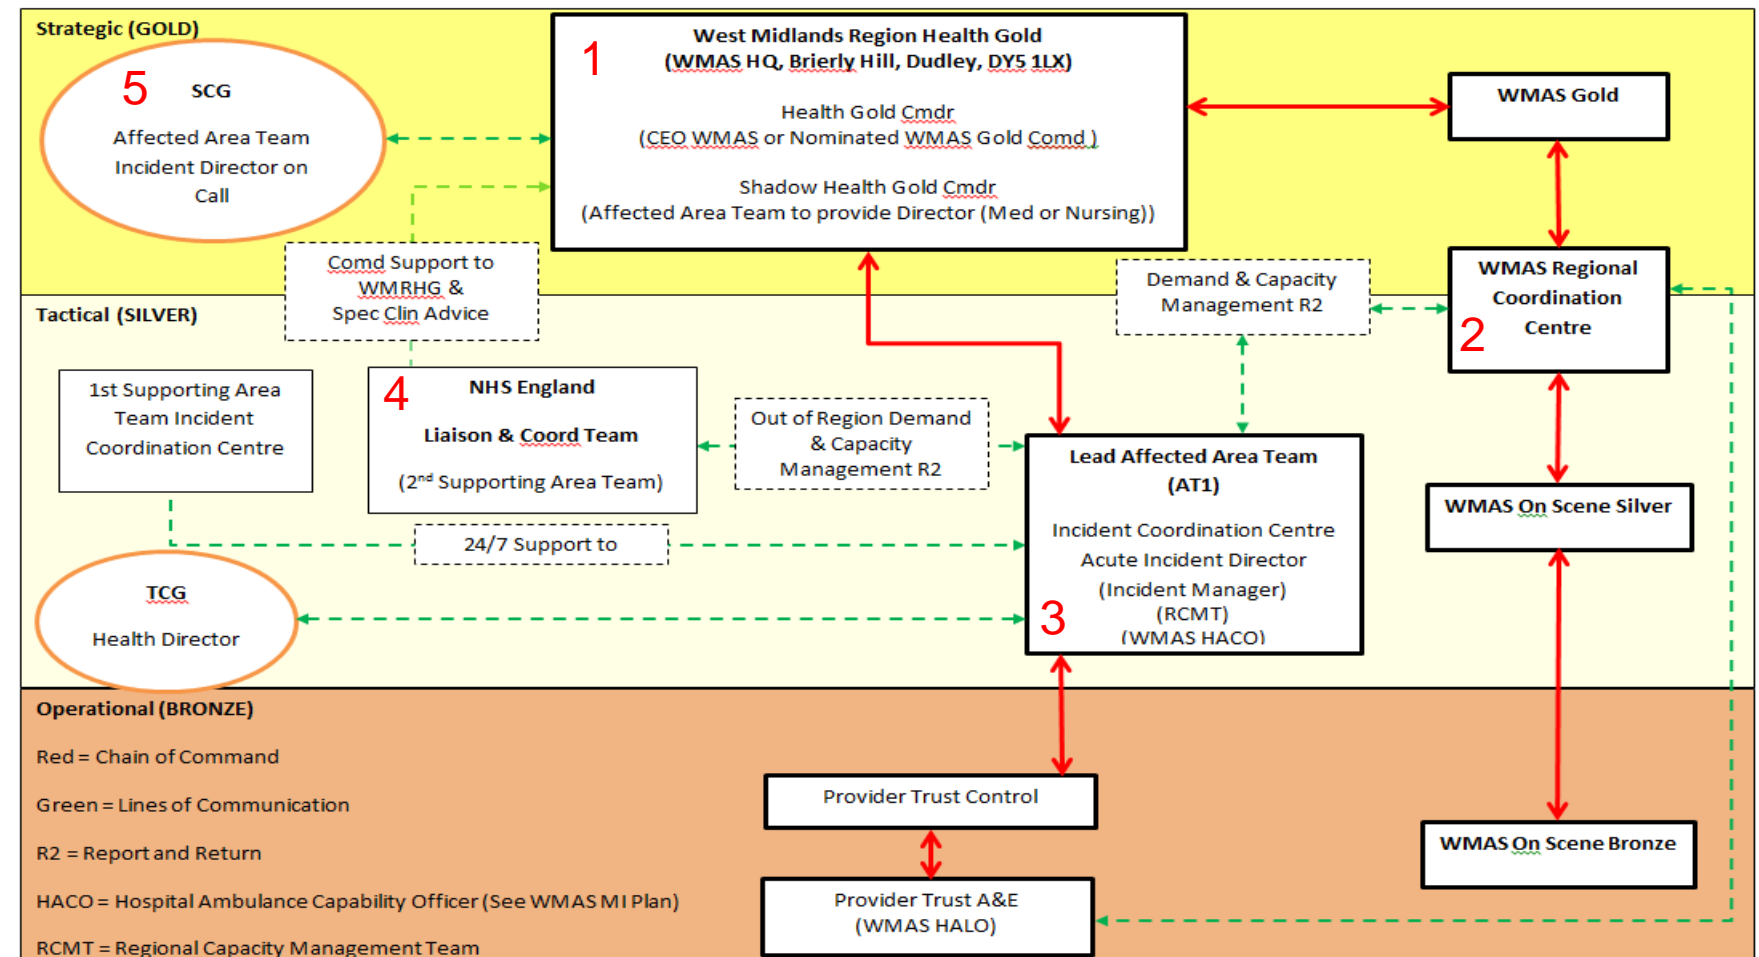 Strategic (GOLD)
5
SCG
Affected Area Team
Incident Director on
Call
1
West Midlands Region Health Gold
(WMAS HQ, Brierly Hill, Dudley, DY5 1LX)
Health Gold Cmdr
(CEO WMAS or Nominated WMAS Gold Comd )
Shadow Health Gold Cmdr
(Affected Area Team to provide Director (Med or Nursing))
WMAS Gold
Comd Support to
WMRHG &
Spec Clin Advice
Demand & Capacity
Management R2
WMAS Regional
Coordination
Centre
2
Tactical (SILVER)
1st Supporting Area
Team Incident
Coordination Centre
4
NHS England
Liaison & Coord Team
(2nd Supporting Area Team)
Out of Region Demand
& Capacity
Management R2
Lead Affected Area Team
(AT1)
Incident Coordination Centre
Acute Incident Director
(Incident Manager)
(RCMT)
(WMAS HACO)
3
WMAS On Scene Silver
24/7 Support to
TCG
Health Director
Operational (BRONZE)
Red = Chain of Command
Green = Lines of Communication
R2 = Report and Return
HACO = Hospital Ambulance Capability Officer (See WMAS MI Plan)
RCMT = Regional Capacity Management Team
Provider Trust Control
Provider Trust A&E
(WMAS HALO)
WMAS On Scene Bronze